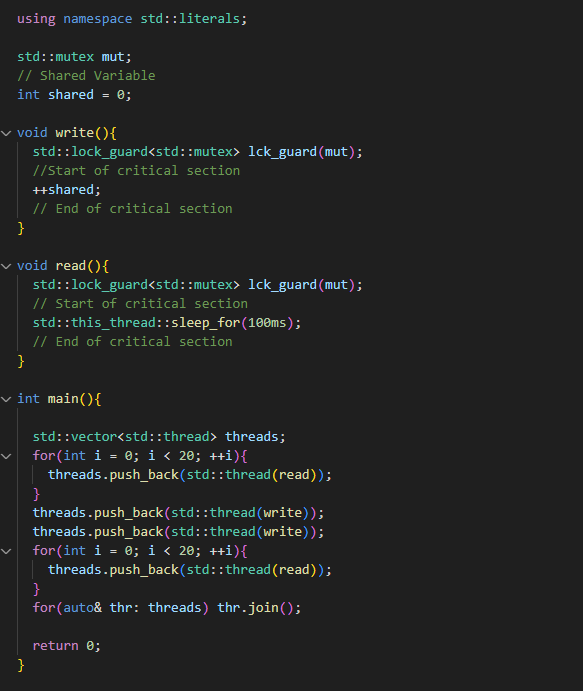 using namespace std::literals;
std::mutex mut;
// Shared Variable
int shared = 0;
void write(){
std::lock_guard<std::mutex> lck_guard(mut);
//Start of critical section
++shared;
// End of critical section
}
void read(){
std::lock_guard<std::mutex> lck_guard(mut);
// Start of critical section
std::this_thread::sleep_for(100ms);
// End of critical section
}
int main(){
std::vector<std::thread> threads;
for(int i = 0; i < 20; ++i){
threads.push_back(std::thread(read));
}
threads.push_back(std::thread(write));
threads.push_back(std::thread(write));
for(int i = 0; i < 20; ++i){
threads.push_back(std::thread(read));
}
for(auto& thr: threads) thr.join();
return 0;
}